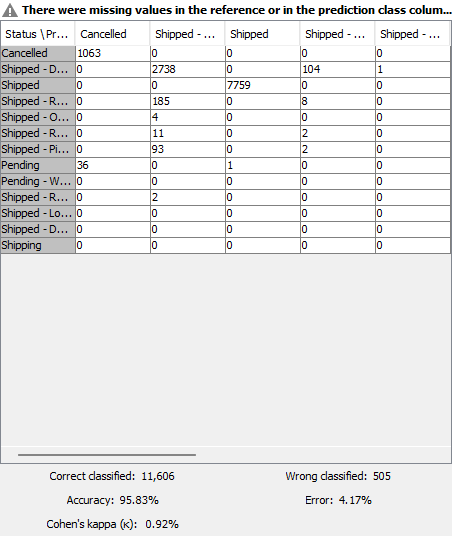 There were missing values in the reference or in the prediction class colum...
Status \Pr... Cancelled Shipped - ... Shipped Shipped - ... Shipped - ...
Cancelled 1063 0 0 0 0
Shipped - D... 0 2738 0 104 1
Shipped 0 0 7759 0 0
Shipped - R... 0 185 0 8 0
Shipped - O... 0 4 0 0 0
Shipped - R... 0 11 0 2 0
Shipped - Pi... 0 93 0 2 0
Pending 36 0 1 0 0
Pending - W... 0 0 0 0 0
Shipped - R... 0 2 0 0 0
Shipped - Lo... 0 0 0 0 0
Shipped - D... 0 0 0 0 0
Shipping 0 0 0 0 0
Correct classified: 11,606 Wrong classified: 505
Accuracy: 95.83% Error: 4.17%
Cohen's kappa (κ): 0.92%